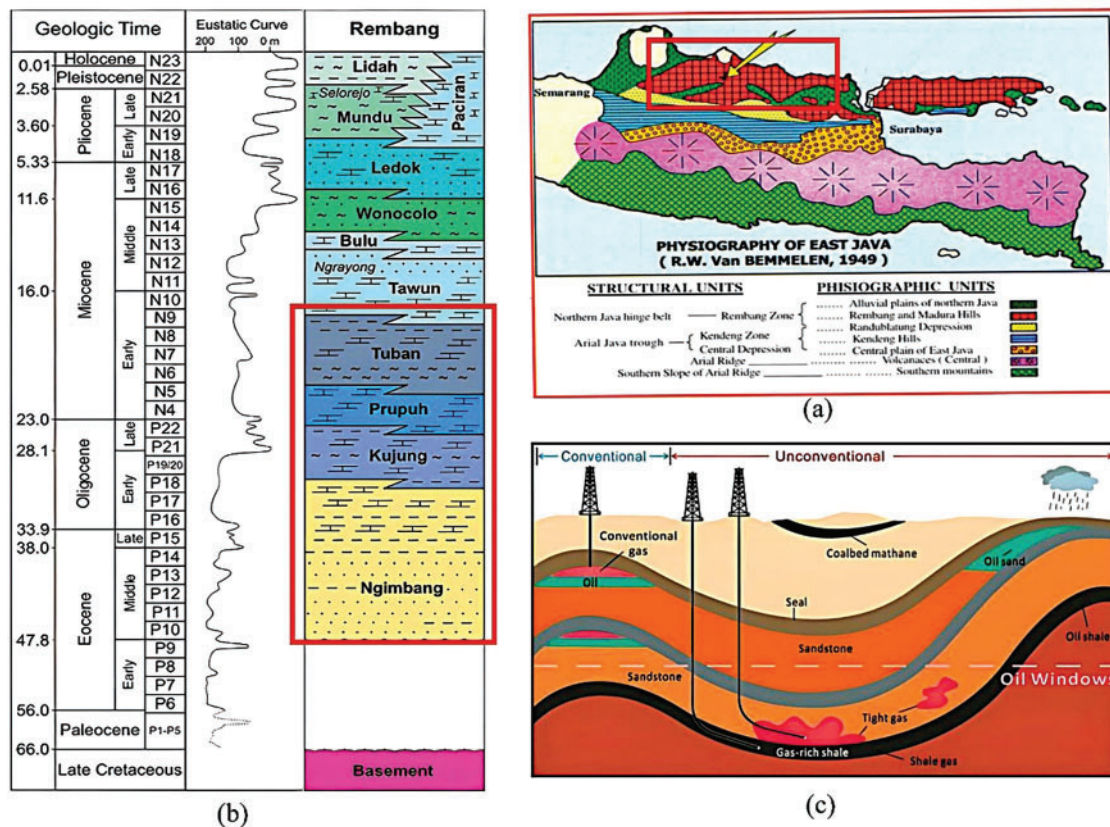 Geologic Time
Eustatic Curve
200 100 0 m
Rembang
Holocene
N23
0.01
Pleistocene
N22
2.58
Pliocene
Late
N21
N20
3.60
Early
N19
N18
5.33
Miocene
Late
N17
N16
11.6
Middle
N15
N14
N13
N12
N11
16.0
Early
N10
N9
N8
N7
N6
N5
N4
23.0
Oligocene
Late
P22
P21
28.1
Early
P19/20
P18
P17
P16
33.9
Eocene
Late
P15
38.0
Middle
P14
P13
P12
P11
P10
47.8
Early
P9
P8
P7
P6
56.0
Paleocene
P1-P5
66.0
Late Cretaceous
Lidah
Selorejo
Mundu
Paciran
Ledok
Wonocolo
Bulu
Ngrayong
Tawun
Tuban
Prupuh
Kujung
Ngimbang
Basement
(b)
Semarang
Surabaya
PHYSIOGRAPHY OF EAST JAVA
( R.W. Van BEMMELEN, 1949 )
STRUCTURAL UNITS
PHISIOGRAPHIC UNITS
Alluvial plains of northern Java
Northern Java hinge belt
Rembang Zone
Rembang and Madura Hills
Randublatung Depression
Arial Java trough
Kendeng Zone
Kendeng Hills
Central Depression
Central plain of East Java
Arial Ridge
Volcanaces ( Central )
Southern Slope of Arial Ridge
Southern mountains
(a)
Conventional
Unconventional
Conventional
gas
Oil
Coalbed mathane
Oil sand
Seal
Oil shale
Sandstone
Sandstone
Oil Windows
Tight gas
Gas-rich shale
Shale gas
(c)